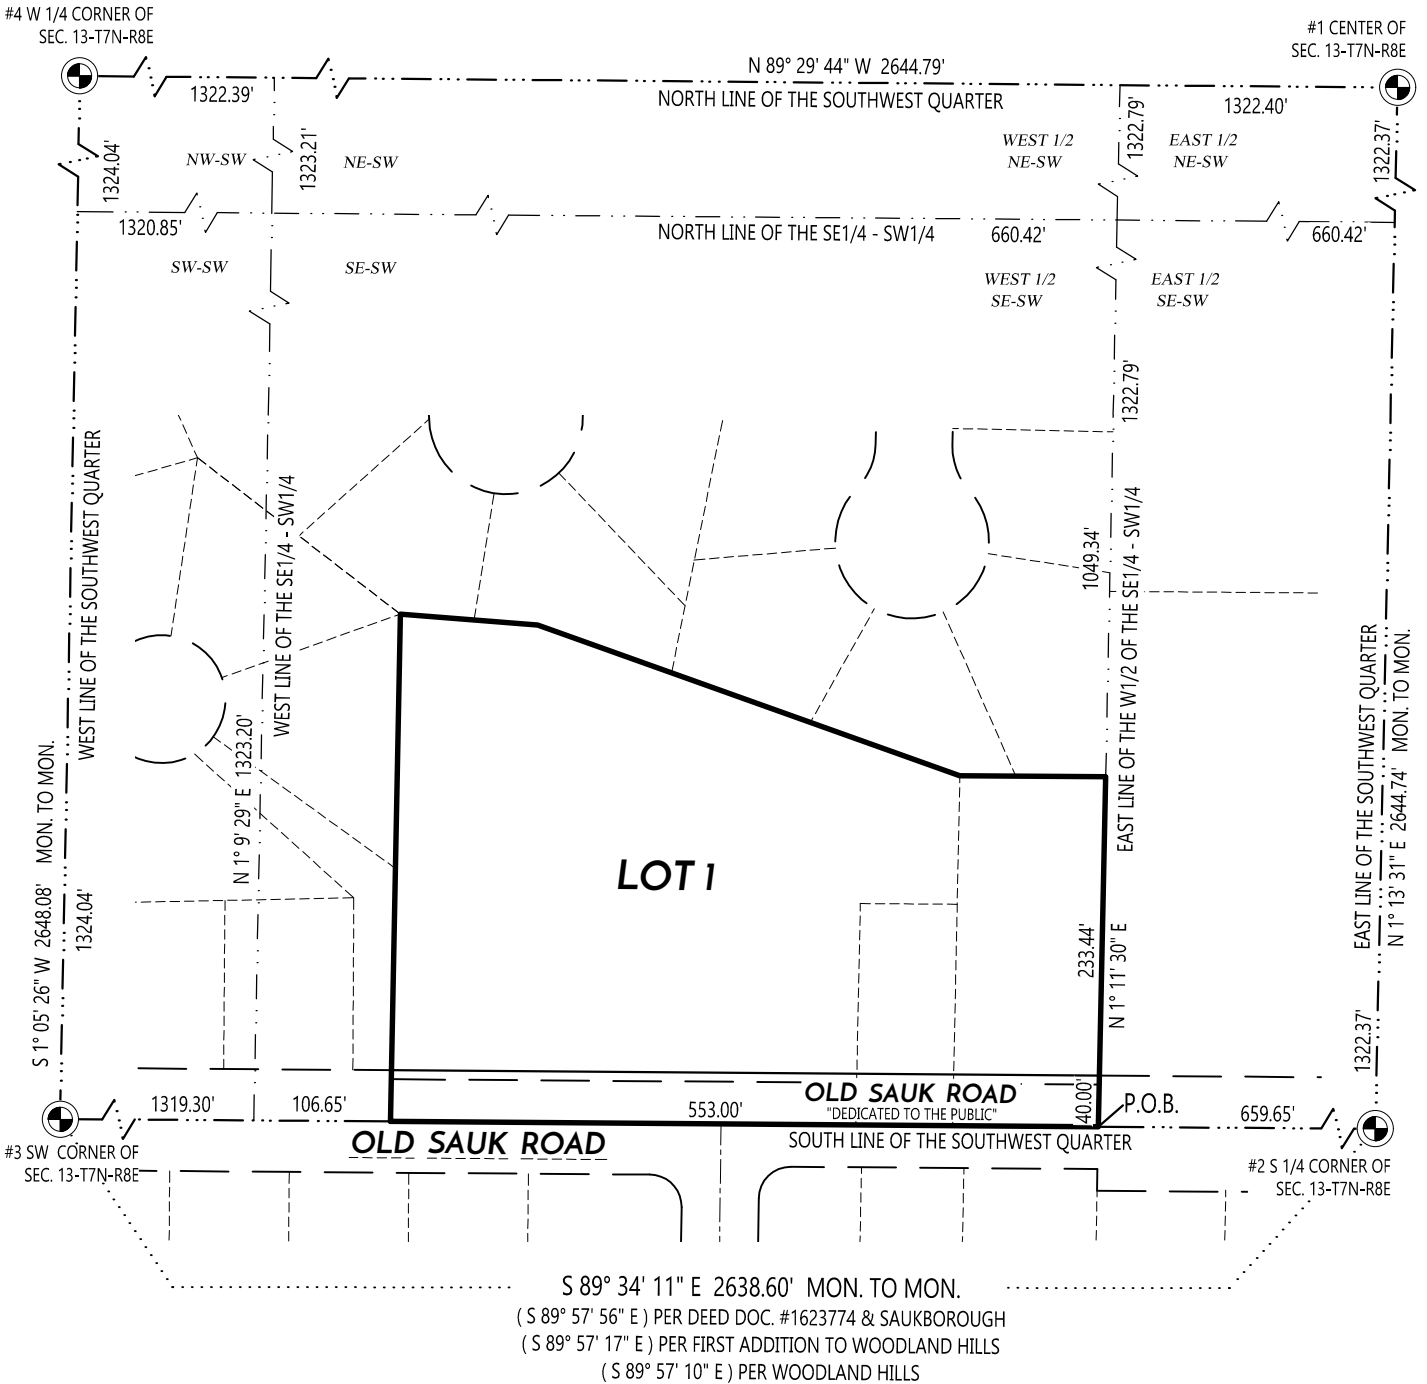 #4 W 1/4 CORNER OF
SEC. 13-T7N-R8E
#1 CENTER OF
SEC. 13-T7N-R8E
N 89° 29' 44" W 2644.79'
1322.39'
NORTH LINE OF THE SOUTHWEST QUARTER
1322.40'
1324.04'
NW-SW
1323.21'
NE-SW
WEST 1/2
NE-SW
1322.79'
EAST 1/2
NE-SW
1322.37'
1320.85'
NORTH LINE OF THE SE1/4 - SW1/4
660.42'
660.42'
SW-SW
SE-SW
WEST 1/2
SE-SW
EAST 1/2
SE-SW
1322.79'
WEST LINE OF THE SOUTHWEST QUARTER
WEST LINE OF THE SE1/4 - SW1/4
1049.34'
EAST LINE OF THE W1/2 OF THE SE1/4 - SW1/4
EAST LINE OF THE SOUTHWEST QUARTER
N 1° 13' 31" E 2644.74' MON. TO MON.
S 1° 05' 26" W 2648.08' MON. TO MON.
1324.04'
N 1° 9' 29" E 1323.20'
LOT 1
233.44'
N 1° 11' 30" E
1322.37'
1319.30'
106.65'
553.00'
OLD SAUK ROAD
"DEDICATED TO THE PUBLIC"
40.00'
P.O.B.
659.65'
OLD SAUK ROAD
SOUTH LINE OF THE SOUTHWEST QUARTER
#3 SW CORNER OF
SEC. 13-T7N-R8E
#2 S 1/4 CORNER OF
SEC. 13-T7N-R8E
S 89° 34' 11" E 2638.60' MON. TO MON.
( S 89° 57' 56" E ) PER DEED DOC. #1623774 & SAUKBOROUGH
( S 89° 57' 17" E ) PER FIRST ADDITION TO WOODLAND HILLS
( S 89° 57' 10" E ) PER WOODLAND HILLS